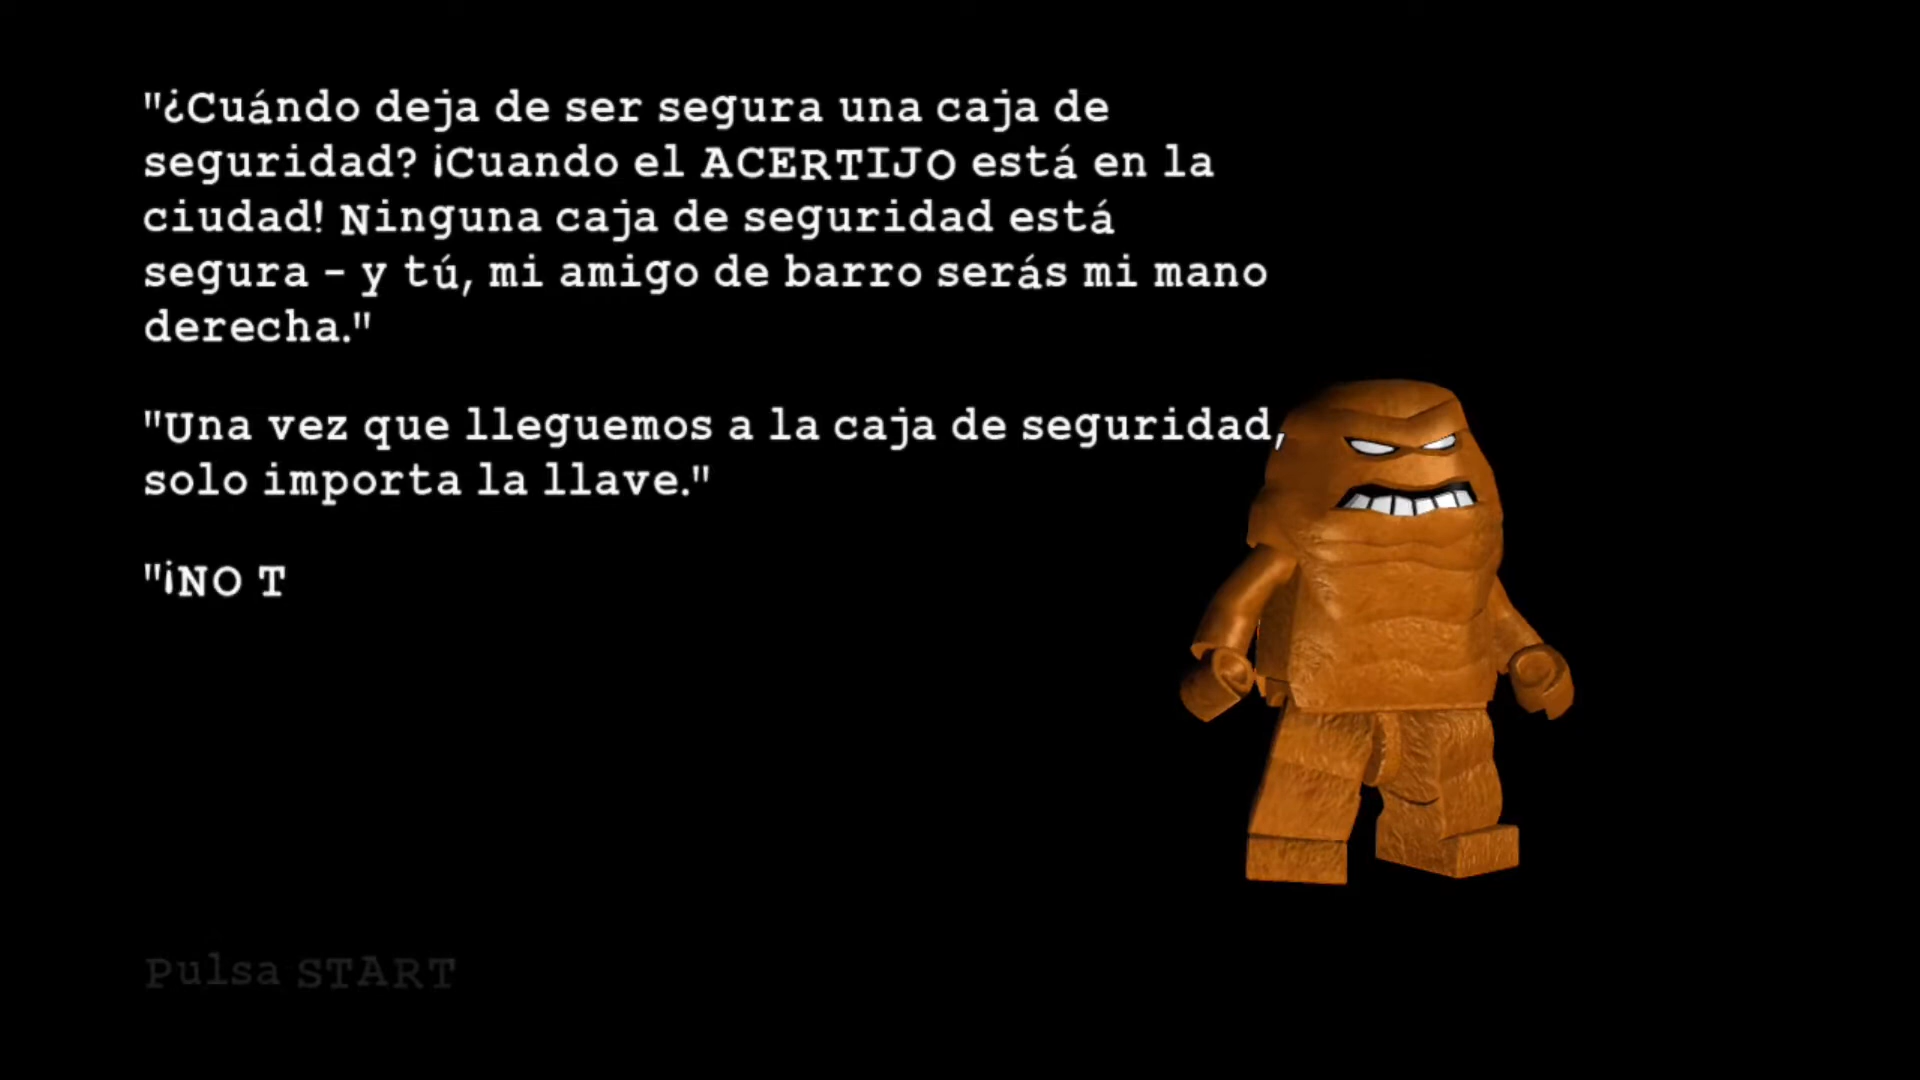 "¿Cuándo deja de ser segura una caja de
seguridad? ¡Cuando el ACERTIJO está en la
ciudad! Ninguna caja de seguridad está
segura - y tú, mi amigo de barro serás mi mano
derecha."
"Una vez que lleguemos a la caja de seguridad,
solo importa la llave."
"¡NO T
Pulsa START